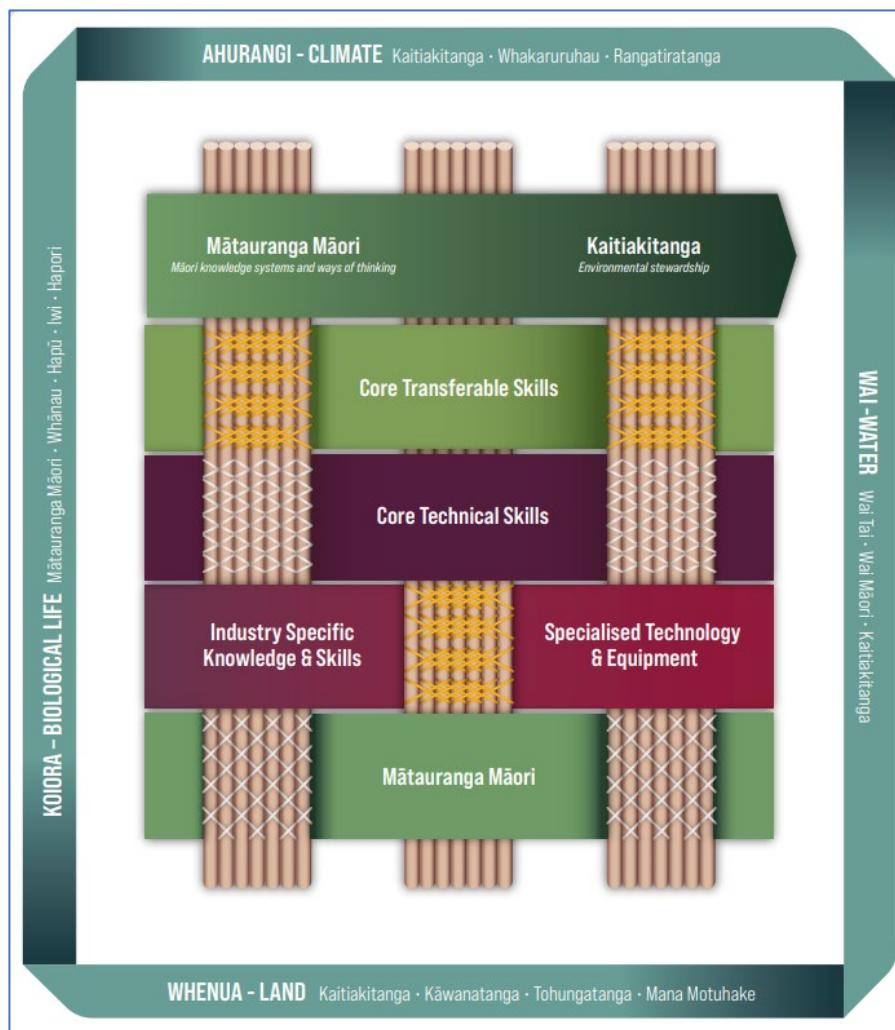 AHURANGI - CLIMATE Kaitiakitanga · Whakaruruhau · Rangatiratanga
KOIORA – BIOLOGICAL LIFE Mātauranga Māori · Whānau · Hapū · Iwi · Hapori
Mātauranga Māori
Māori knowledge systems and ways of thinking
Kaitiakitanga
Environmental stewardship
Core Transferable Skills
Core Technical Skills
Industry Specific
Knowledge & Skills
Specialised Technology
& Equipment
Mātauranga Māori
WAI -WATER Wai Tai · Wai Māori · Kaitiakitanga
WHENUA - LAND Kaitiakitanga · Kāwanatanga · Tohungatanga · Mana Motuhake